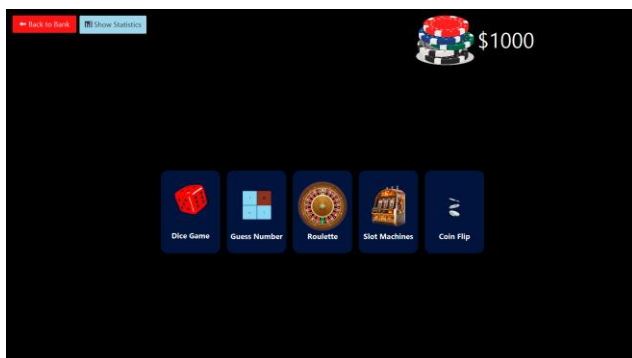 Back to Bank
Show Statistics
$1000
Dice Game
Guess Number
Roulette
Slot Machines
Coin Flip